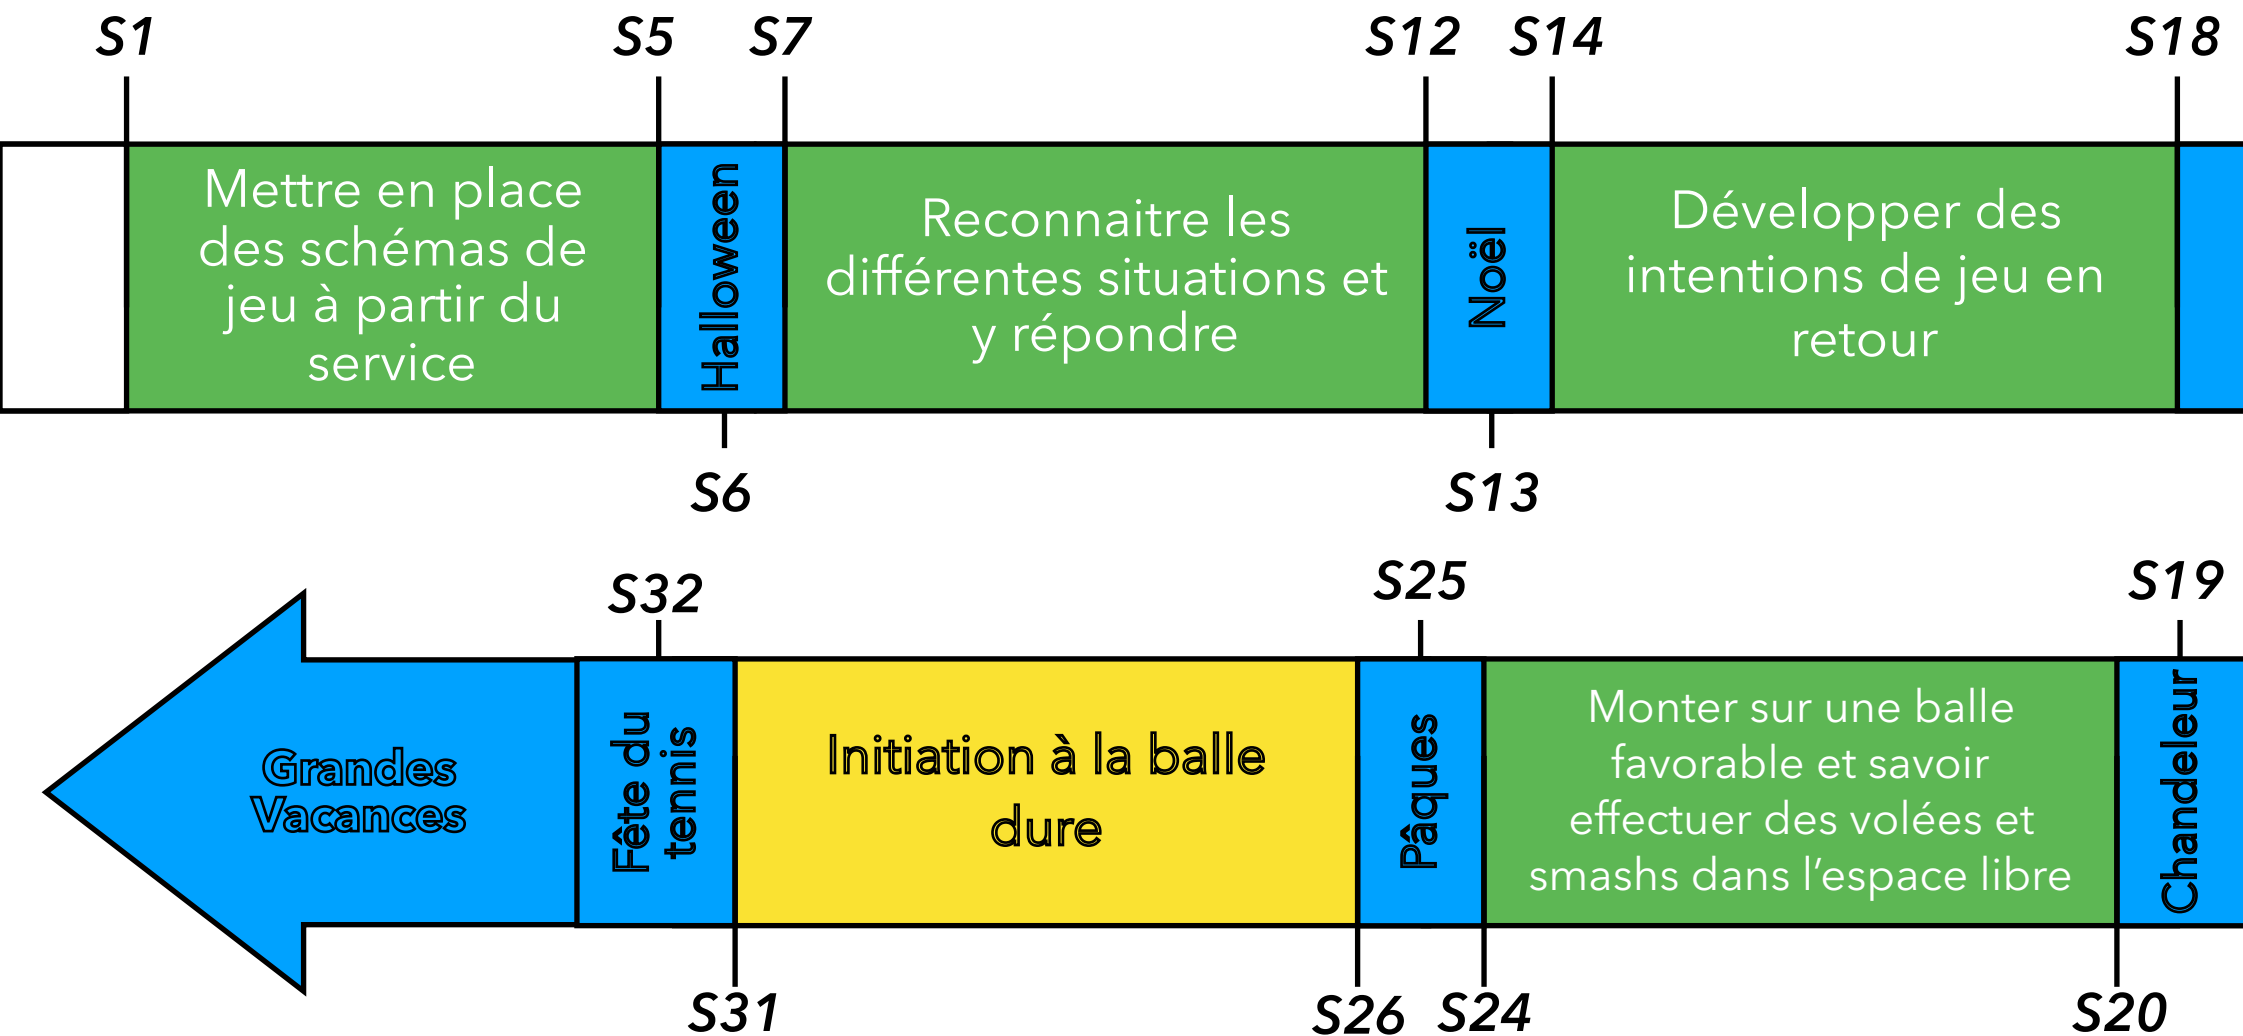 S1
S5
S7
S12
S14
S18
Mettre en place
des schémas de
jeu à partir du
service
Halloween
Reconnaitre les
différentes situations et
y répondre
Noël
Développer des
intentions de jeu en
retour
S6
S13
S32
S25
S19
Grandes
Vacances
Fête du
tennis
Initiation à la balle
dure
Pâques
Monter sur une balle
favorable et savoir
effectuer des volées et
smashs dans l'espace libre
Chandeleur
S31
S26
S24
S20